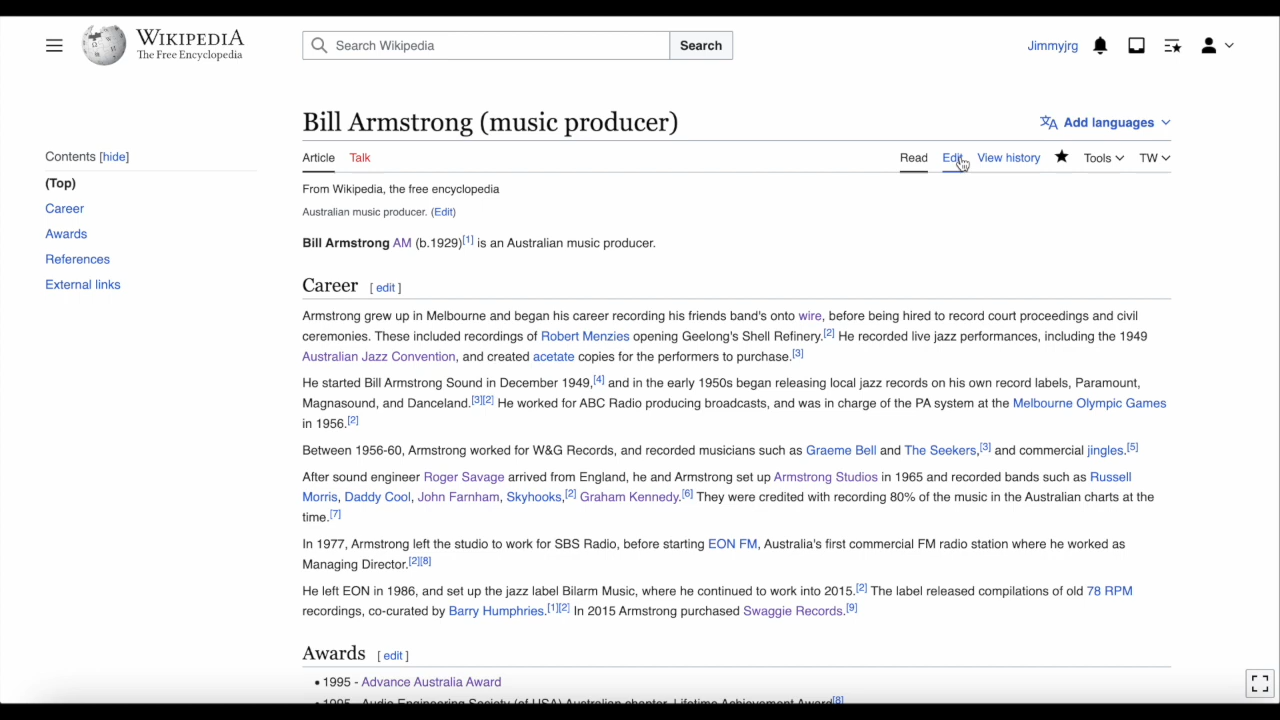 WIKIPEDIA
The Free Encyclopedia
Search Wikipedia
Search
Jimmyjrg
Bill Armstrong (music producer)
Add languages
Contents [hide]
Article Talk Read Edit View history Tools TW
(Top)
From Wikipedia, the free encyclopedia
Career
Australian music producer. (Edit)
Awards
Bill Armstrong AM (b.1929)[1] is an Australian music producer.
References
External links
Career [ edit ]
Armstrong grew up in Melbourne and began his career recording his friends band's onto wire, before being hired to record court proceedings and civil
ceremonies. These included recordings of Robert Menzies opening Geelong's Shell Refinery.[2] He recorded live jazz performances, including the 1949
Australian Jazz Convention, and created acetate copies for the performers to purchase.[3]
He started Bill Armstrong Sound in December 1949,[4] and in the early 1950s began releasing local jazz records on his own record labels, Paramount,
Magnasound, and Danceland.[3][2] He worked for ABC Radio producing broadcasts, and was in charge of the PA system at the Melbourne Olympic Games
in 1956.[2]
Between 1956-60, Armstrong worked for W&G Records, and recorded musicians such as Graeme Bell and The Seekers,[3] and commercial jingles.[5]
After sound engineer Roger Savage arrived from England, he and Armstrong set up Armstrong Studios in 1965 and recorded bands such as Russell
Morris, Daddy Cool, John Farnham, Skyhooks,[2] Graham Kennedy.[6] They were credited with recording 80% of the music in the Australian charts at the
time.[7]
In 1977, Armstrong left the studio to work for SBS Radio, before starting EON FM, Australia's first commercial FM radio station where he worked as
Managing Director.[2][8]
He left EON in 1986, and set up the jazz label Bilarm Music, where he continued to work into 2015.[2] The label released compilations of old 78 RPM
recordings, co-curated by Barry Humphries.[1][2] In 2015 Armstrong purchased Swaggie Records.[9]
Awards [ edit ]
• 1995 - Advance Australia Award
• 1995 - Audio Engineering Society (of USA) Australian chapter, Lifetime Achievement Award[8]